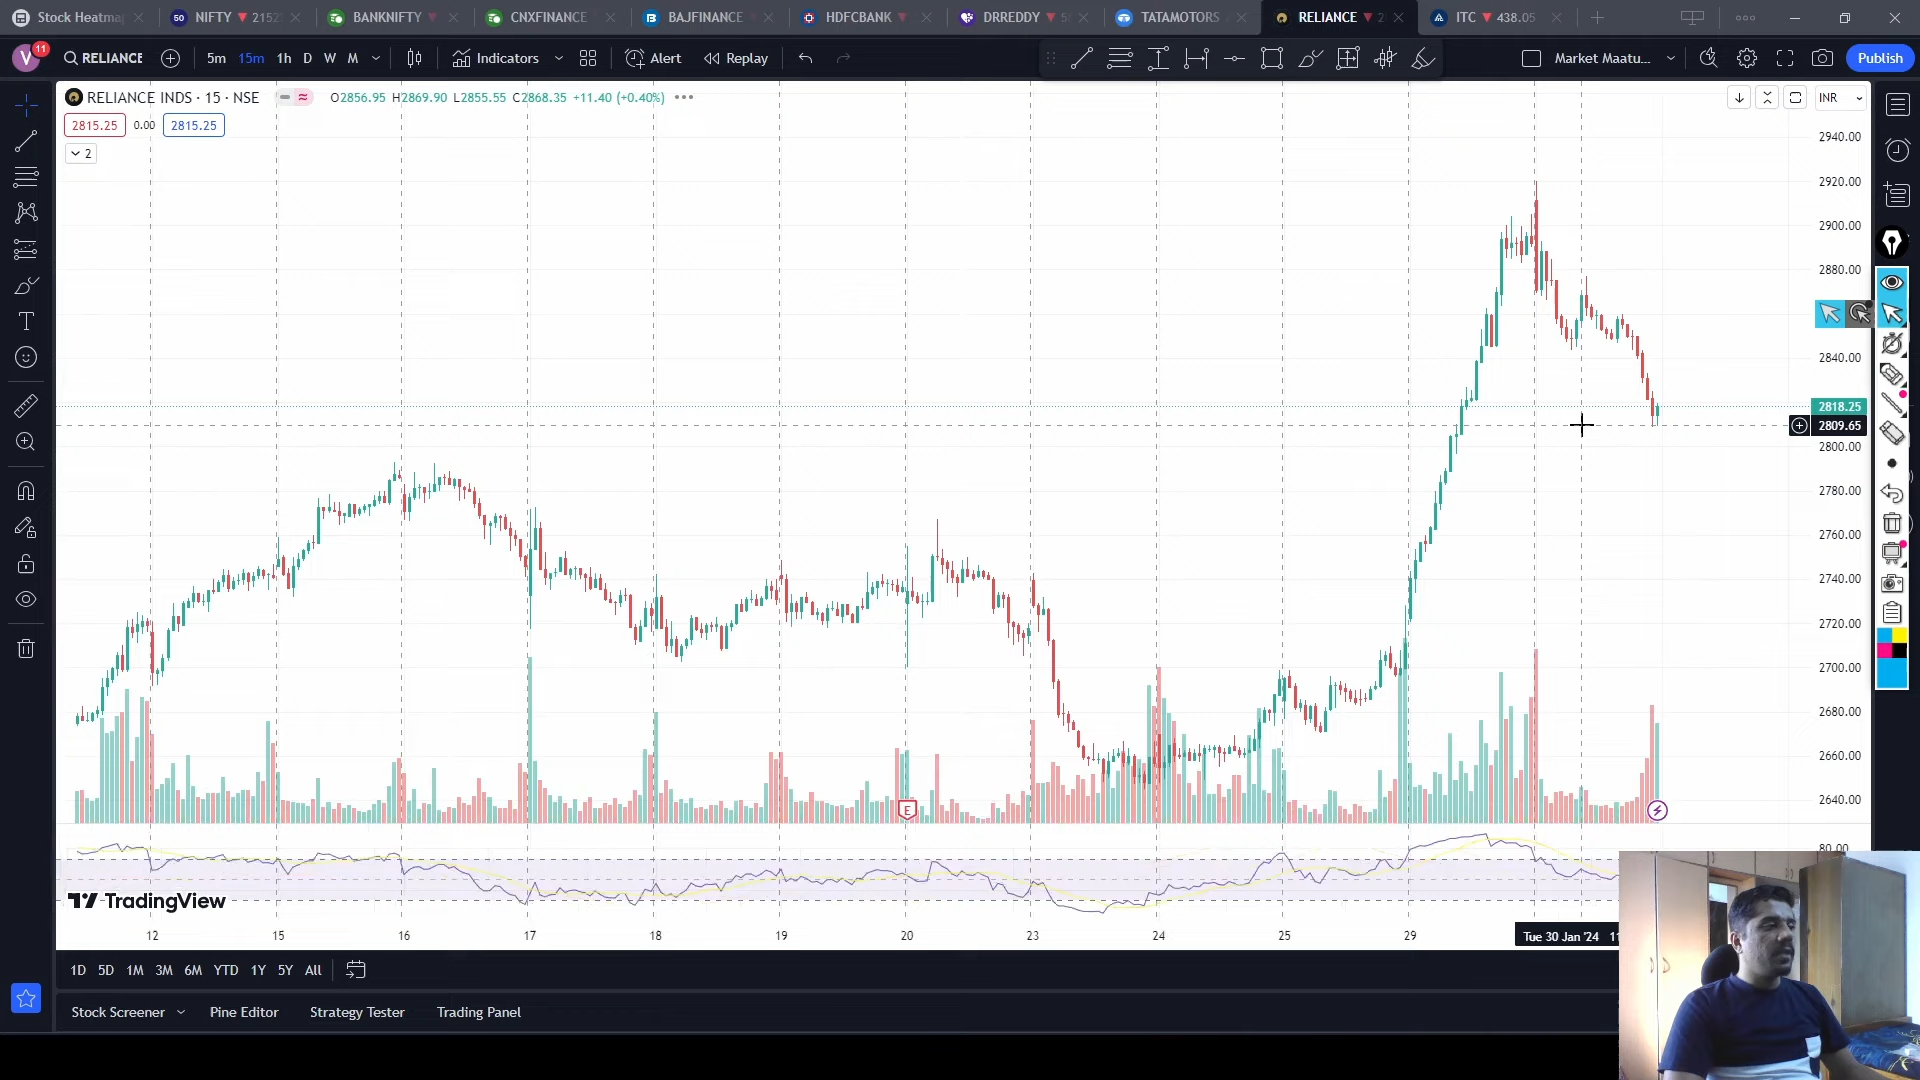 Stock Heatmap NIFTY ▼ 2152 BANKNIFTY ▼ CNXFINANCE BAJFINANCE HDFCBANK ▼ DRREDDY ▼ TATAMOTORS RELIANCE ▼ ITC ▼ 438.05
V 11 RELIANCE 5m 15m 1h D W M Indicators Alert Replay Market Maatu... Publish
RELIANCE INDS · 15 · NSE O2856.95 H2869.90 L2855.55 C2868.35 +11.40 (+0.40%) INR
2815.25 0.00 2815.25
2
2940.00
2920.00
2900.00
2880.00
2840.00
2818.25
2809.65
2800.00
2780.00
2760.00
2740.00
2720.00
2700.00
2680.00
2660.00
2640.00
E
80.00
TradingView
12 15 16 17 18 19 20 23 24 25 29 Tue 30 Jan '24
1D 5D 1M 3M 6M YTD 1Y 5Y All
Stock Screener Pine Editor Strategy Tester Trading Panel